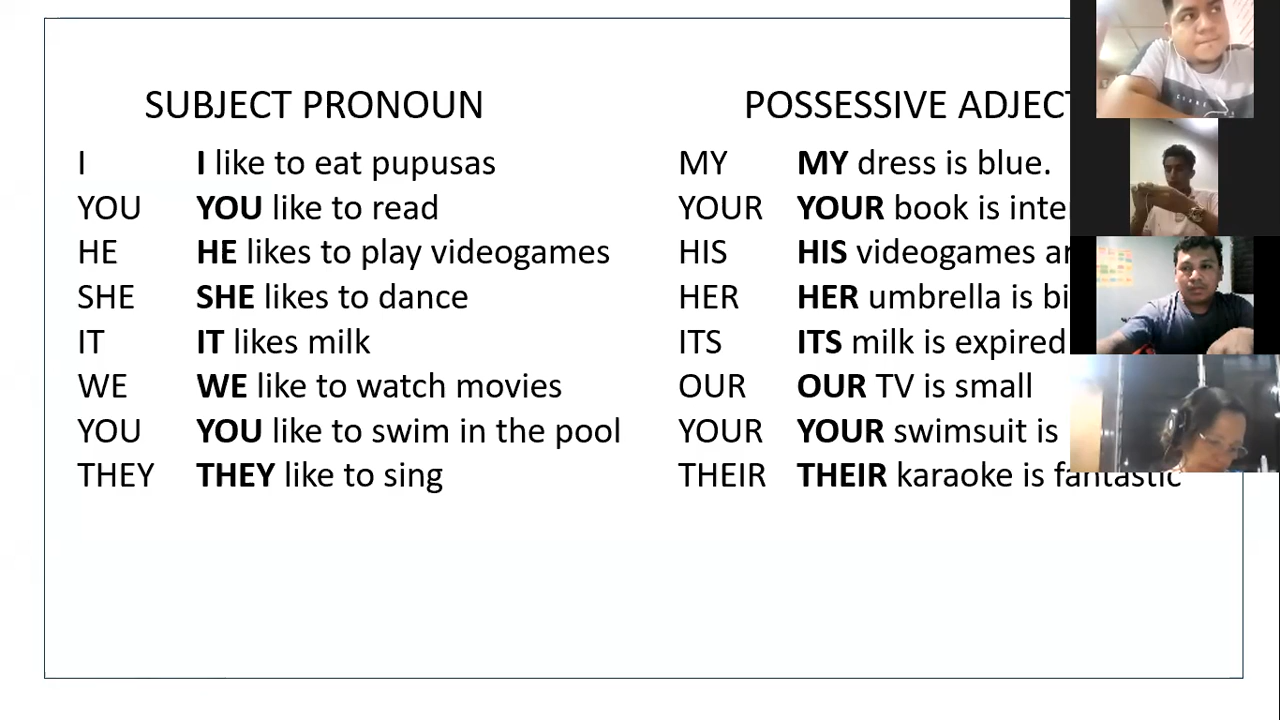 SUBJECT PRONOUN
I I like to eat pupusas
YOU YOU like to read
HE HE likes to play videogames
SHE SHE likes to dance
IT IT likes milk
WE WE like to watch movies
YOU YOU like to swim in the pool
THEY THEY like to sing
POSSESSIVE
MY MY dress is blue.
YOUR YOUR book is
HIS HIS videogames
HER HER umbrella is
ITS ITS milk is expired
OUR OUR TV is small
YOUR YOUR swimsuit is
THEIR THEIR karaoke is fantastic